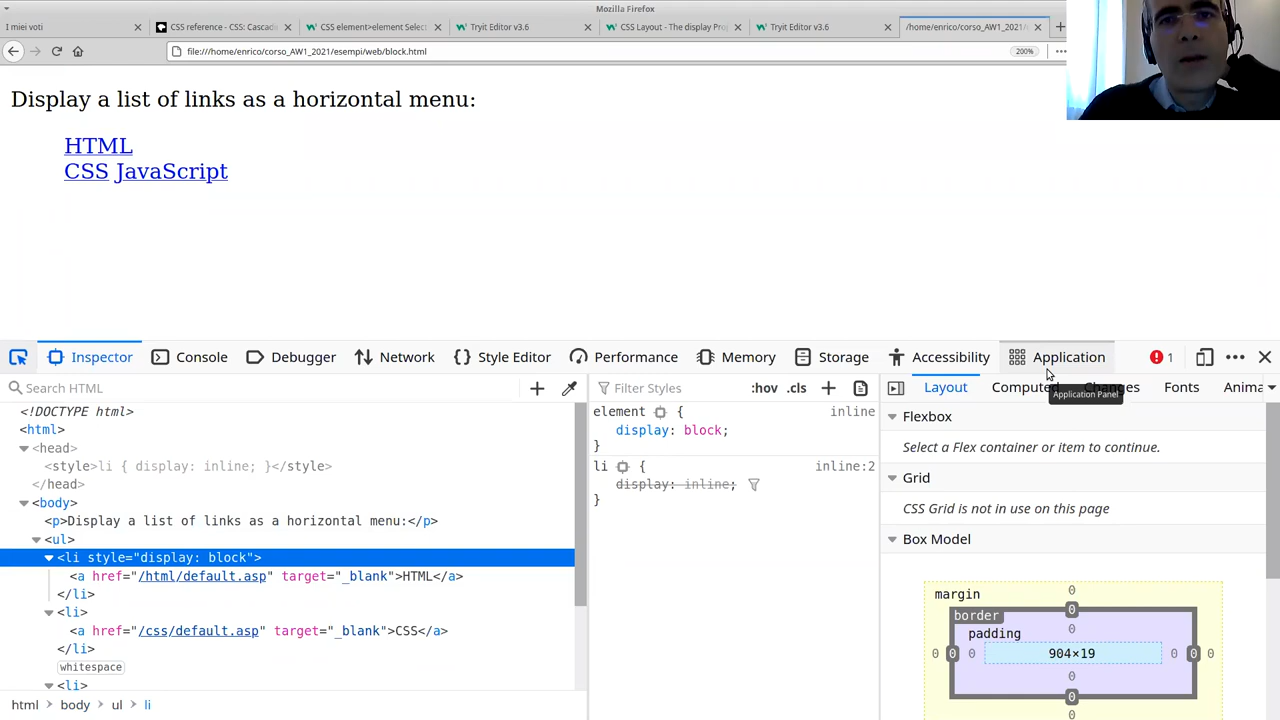 Mozilla Firefox
I miei voti
CSS reference - CSS: Cascadi
CSS element>element Selec
Tryit Editor v3.6
CSS Layout - The display Pro
Tryit Editor v3.6
/home/enrico/corso_AW1_2021/e
file:///home/enrico/corso_AW1_2021/esempi/web/block.html
200%
Display a list of links as a horizontal menu:
HTML
CSS JavaScript
Inspector
Console
Debugger
Network
Style Editor
Performance
Memory
Storage
Accessibility
Application
1
Application Panel
Search HTML
<!DOCTYPE html>
<html>
<head>
<style>li { display: inline; }</style>
</head>
<body>
<p>Display a list of links as a horizontal menu:</p>
<ul>
<li style="display: block">
<a href="/html/default.asp" target="_blank">HTML</a>
</li>
<li>
<a href="/css/default.asp" target="_blank">CSS</a>
</li>
whitespace
<li>
html
body
ul
li
Filter Styles
:hov .cls
element { inline
display: block;
}
li { inline:2
display: inline;
}
Layout
Computed
Changes
Fonts
Anima
Flexbox
Select a Flex container or item to continue.
Grid
CSS Grid is not in use on this page
Box Model
margin 0
border 0
padding 0
0 0 0 904×19 0 0 0
0
0
0